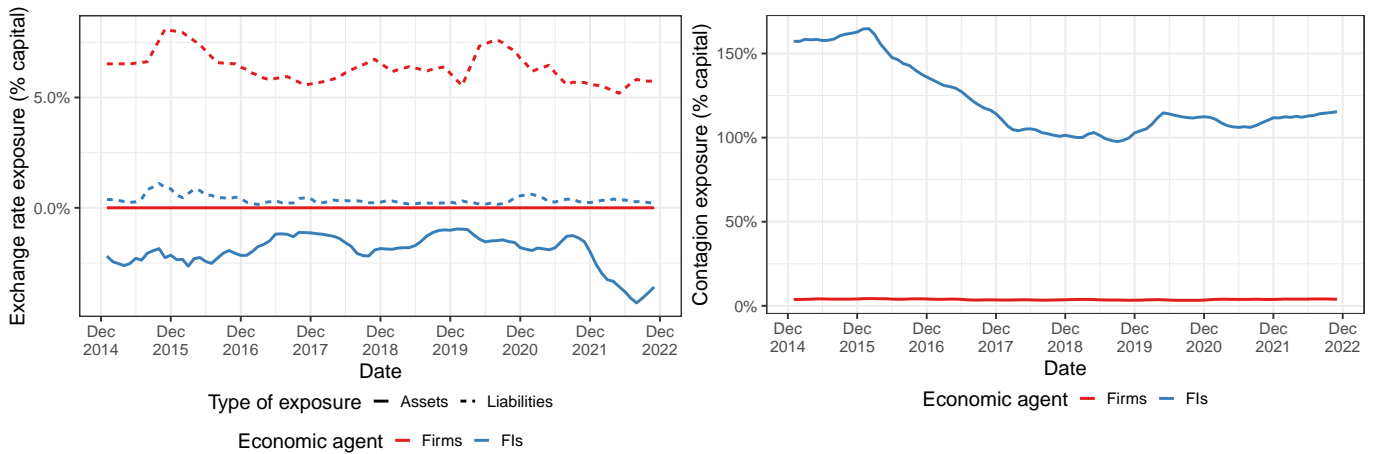 Exchange rate exposure (% capital)
5.0%
0.0%
Dec 2014
Dec 2015
Dec 2016
Dec 2017
Dec 2018
Dec 2019
Dec 2020
Dec 2021
Dec 2022
Date
Type of exposure Assets Liabilities
Economic agent Firms FIs
Contagion exposure (% capital)
150%
100%
50%
0%
Dec 2014
Dec 2015
Dec 2016
Dec 2017
Dec 2018
Dec 2019
Dec 2020
Dec 2021
Dec 2022
Date
Economic agent Firms FIs